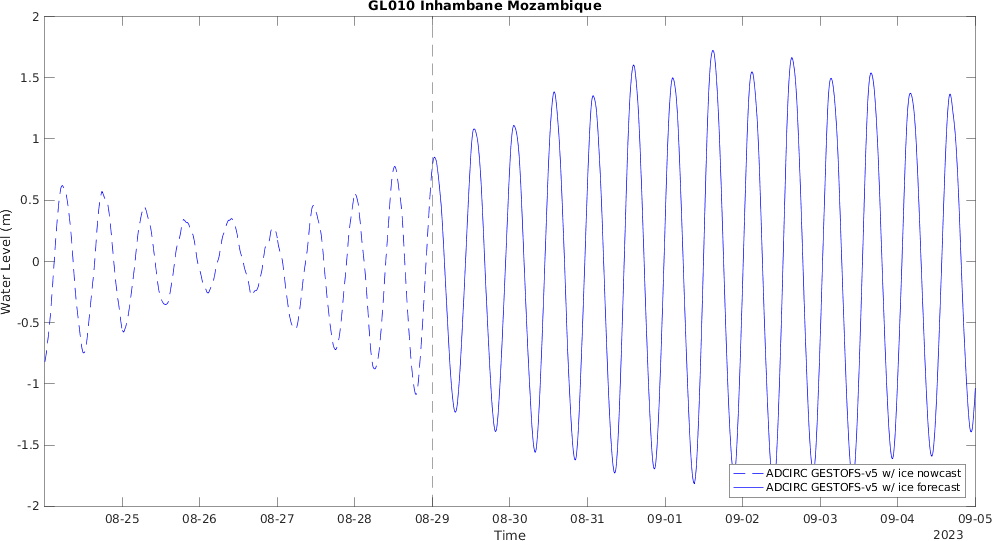 GL010 Inhambane Mozambique
2
1.5
1
0.5
0
-0.5
-1
-1.5
-2
Water Level (m)
ADCIRC GESTOFS-v5 w/ ice nowcast
ADCIRC GESTOFS-v5 w/ ice forecast
08-25 08-26 08-27 08-28 08-29 08-30 08-31 09-01 09-02 09-03 09-04 09-05
Time
2023